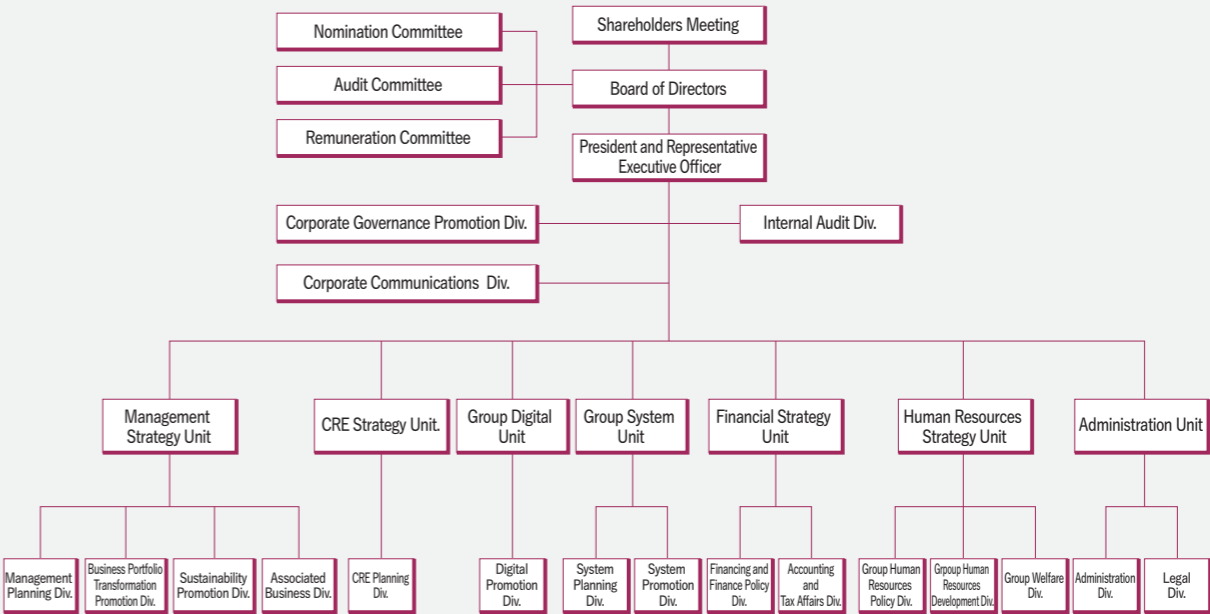 Nomination Committee
Shareholders Meeting
Audit Committee
Board of Directors
Remuneration Committee
President and Representative
Executive Officer
Corporate Governance Promotion Div.
Internal Audit Div.
Corporate Communications Div.
Management
Strategy Unit
CRE Strategy Unit.
Group Digital
Unit
Group System
Unit
Financial Strategy
Unit
Human Resources
Strategy Unit
Administration Unit
Management
Planning Div.
Business Portfolio
Transformation
Promotion Div.
Sustainability
Promotion Div.
Associated
Business Div.
CRE Planning
Div.
Digital
Promotion
Div.
System
Planning
Div.
System
Promotion
Div.
Financing and
Finance Policy
Div.
Accounting
and
Tax Affairs Div.
Group Human
Resources
Policy Div.
Grpoup Human
Resources
Development Div.
Group Welfare
Div.
Administration
Div.
Legal
Div.